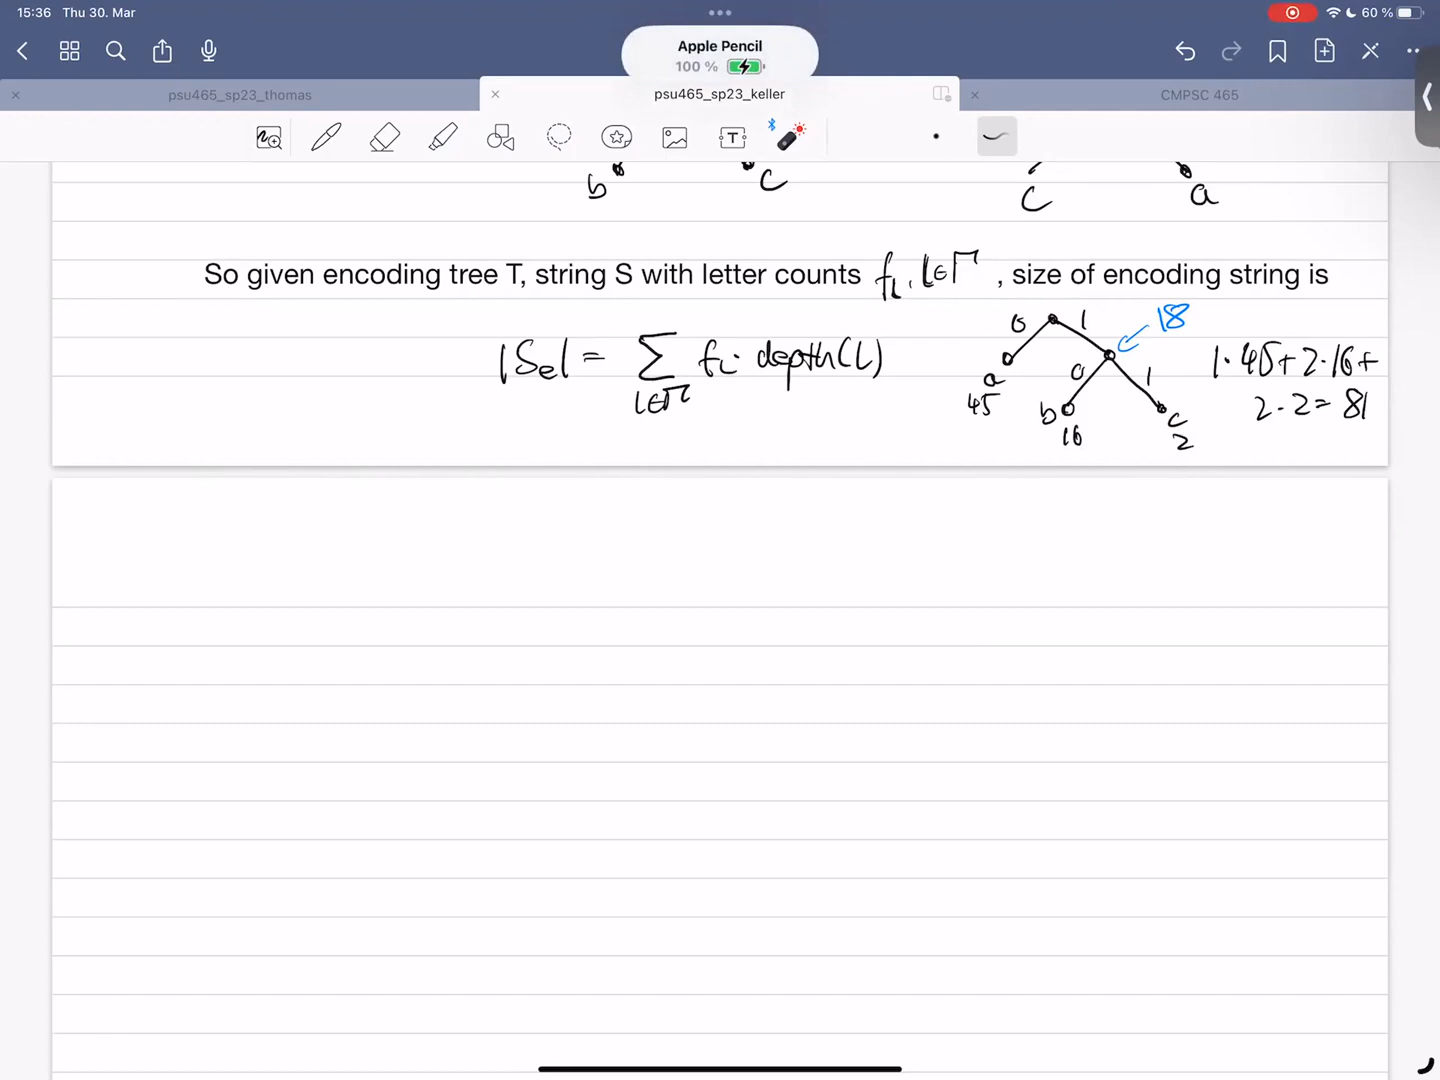 15:36 Thu 30. Mar
60 %
Apple Pencil
100 %
psu465_sp23_thomas
psu465_sp23_keller
CMPSC 465
T
b
c
c
a
So given encoding tree T, string S with letter counts f_L, L∈Γ, size of encoding string is
|Se| = ∑ f_L · depth(L)
L∈Γ
0 1
18
a
45
0 1
b
16
c
2
1·45+2·16+
2·2=81